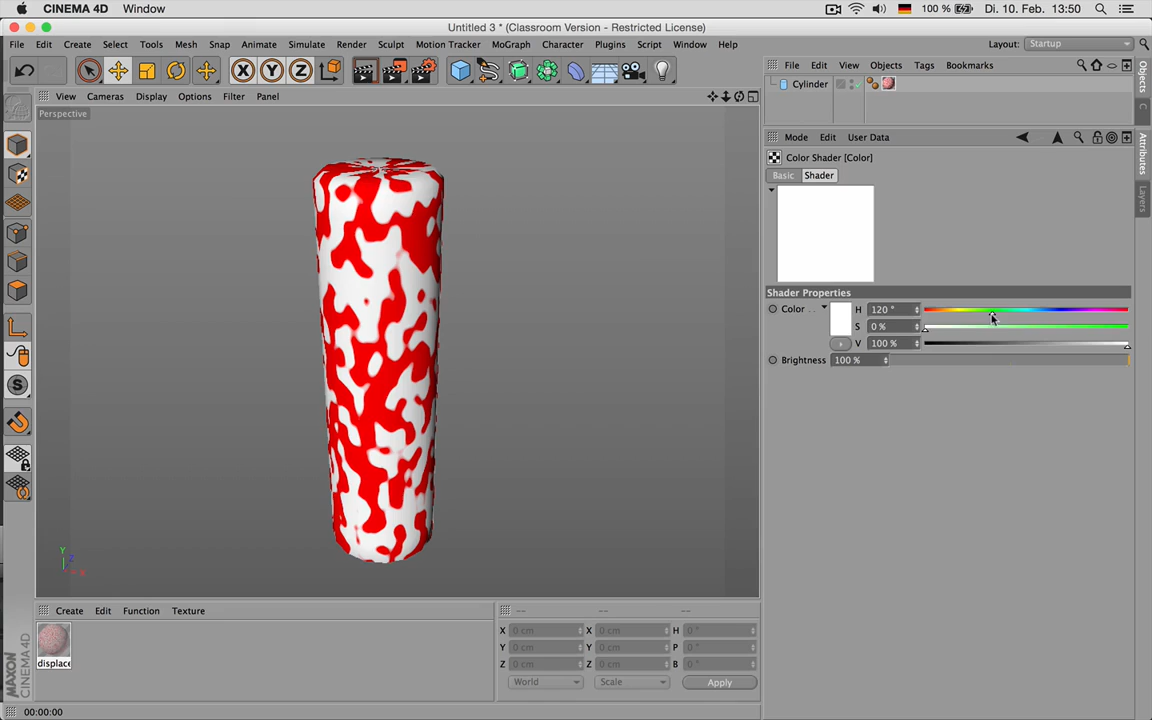 CINEMA 4D Window 100 % Di. 10. Feb. 13:50
Untitled 3 * (Classroom Version - Restricted License)
File Edit Create Select Tools Mesh Snap Animate Simulate Render Sculpt Motion Tracker MoGraph Character Plugins Script Window Help Layout: Startup
X Y Z
File Edit View Objects Tags Bookmarks
Cylinder
View Cameras Display Options Filter Panel
Perspective
Mode Edit User Data
Color Shader [Color]
Basic Shader
Shader Properties
Color . . H 120 °
S 0 %
V 100 %
Brightness 100 %
Objects
C
Attributes
Layers
S
Y
Z
Create Edit Function Texture
displace
-- -- --
X 0 cm X 0 cm H 0 °
Y 0 cm Y 0 cm P 0 °
Z 0 cm Z 0 cm B 0 °
World Scale Apply
MAXON
CINEMA 4D
00:00:00